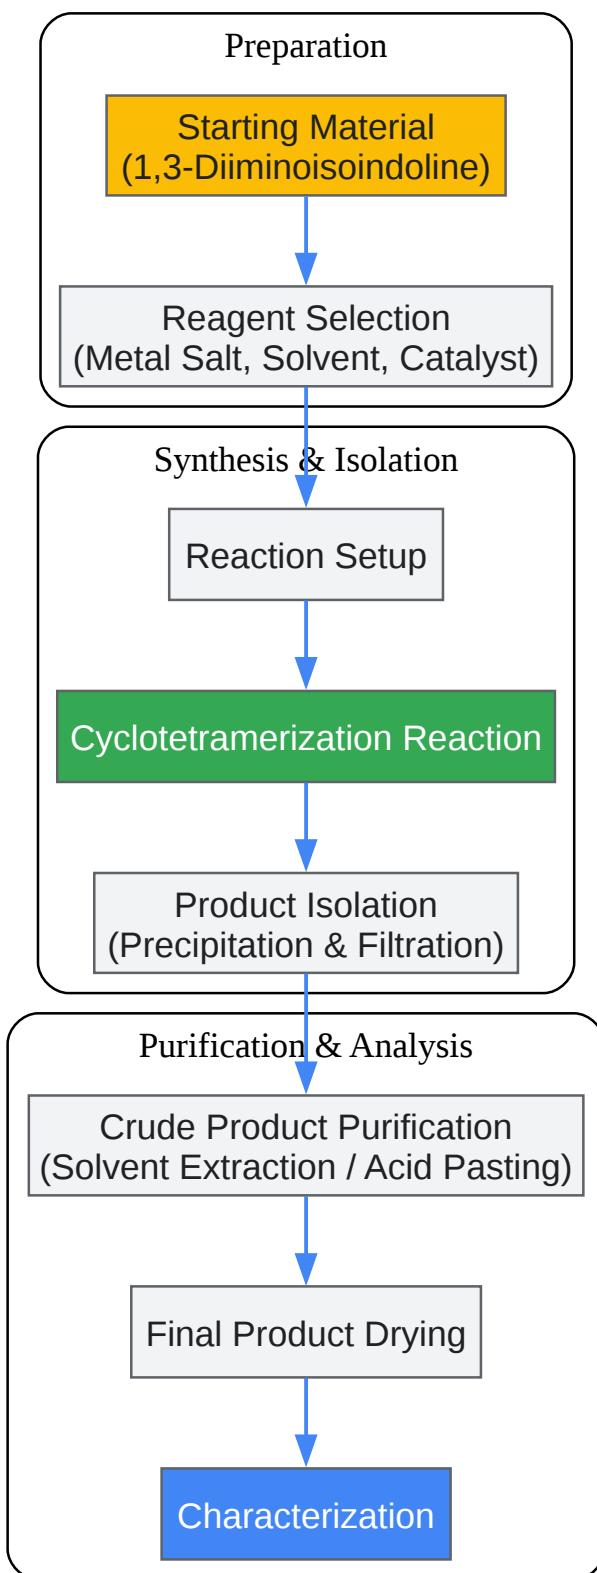 Preparation
Starting Material
(1,3-Diiminoisoindoline)
Reagent Selection
(Metal Salt, Solvent, Catalyst)
Synthesis & Isolation
Reaction Setup
Cyclotetramerization Reaction
Product Isolation
(Precipitation & Filtration)
Purification & Analysis
Crude Product Purification
(Solvent Extraction / Acid Pasting)
Final Product Drying
Characterization